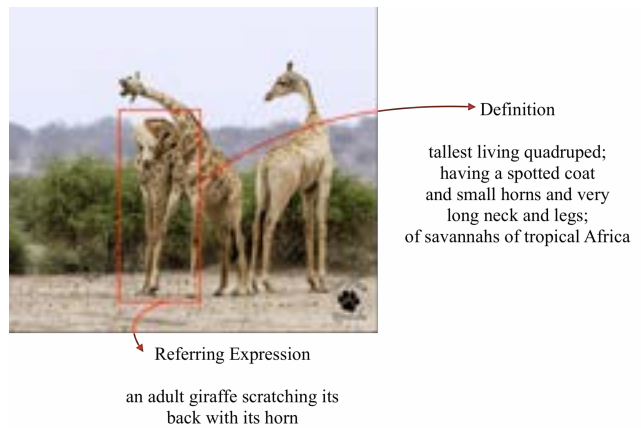 Definition
tallest living quadruped;
having a spotted coat
and small horns and very
long neck and legs;
of savannahs of tropical Africa
Referring Expression
an adult giraffe scratching its
back with its horn